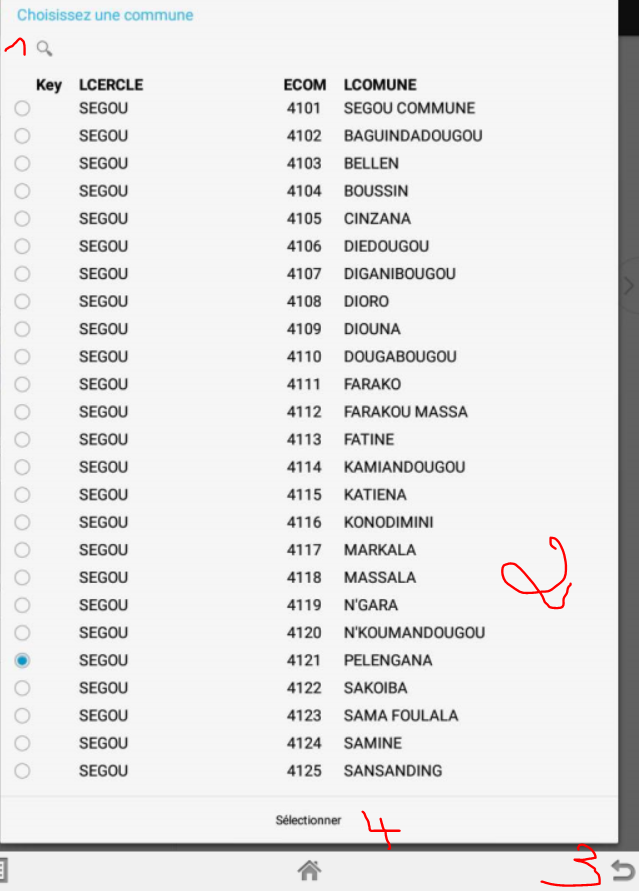 Choisissez une commune
1
Key LCERCLE ECOM LCOMUNE
SEGOU 4101 SEGOU COMMUNE
SEGOU 4102 BAGUINDADOUGOU
SEGOU 4103 BELLEN
SEGOU 4104 BOUSSIN
SEGOU 4105 CINZANA
SEGOU 4106 DIEDOUGOU
SEGOU 4107 DIGANIBOUGOU
SEGOU 4108 DIORO
SEGOU 4109 DIOUNA
SEGOU 4110 DOUGABOUGOU
SEGOU 4111 FARAKO
SEGOU 4112 FARAKOU MASSA
SEGOU 4113 FATINE
SEGOU 4114 KAMIANDOUGOU
SEGOU 4115 KATIENA
SEGOU 4116 KONODIMINI
SEGOU 4117 MARKALA
SEGOU 4118 MASSALA
2
SEGOU 4119 N'GARA
SEGOU 4120 N'KOUMANDOUGOU
SEGOU 4121 PELENGANA
SEGOU 4122 SAKOIBA
SEGOU 4123 SAMA FOULALA
SEGOU 4124 SAMINE
SEGOU 4125 SANSANDING
Sélectionner 4
3